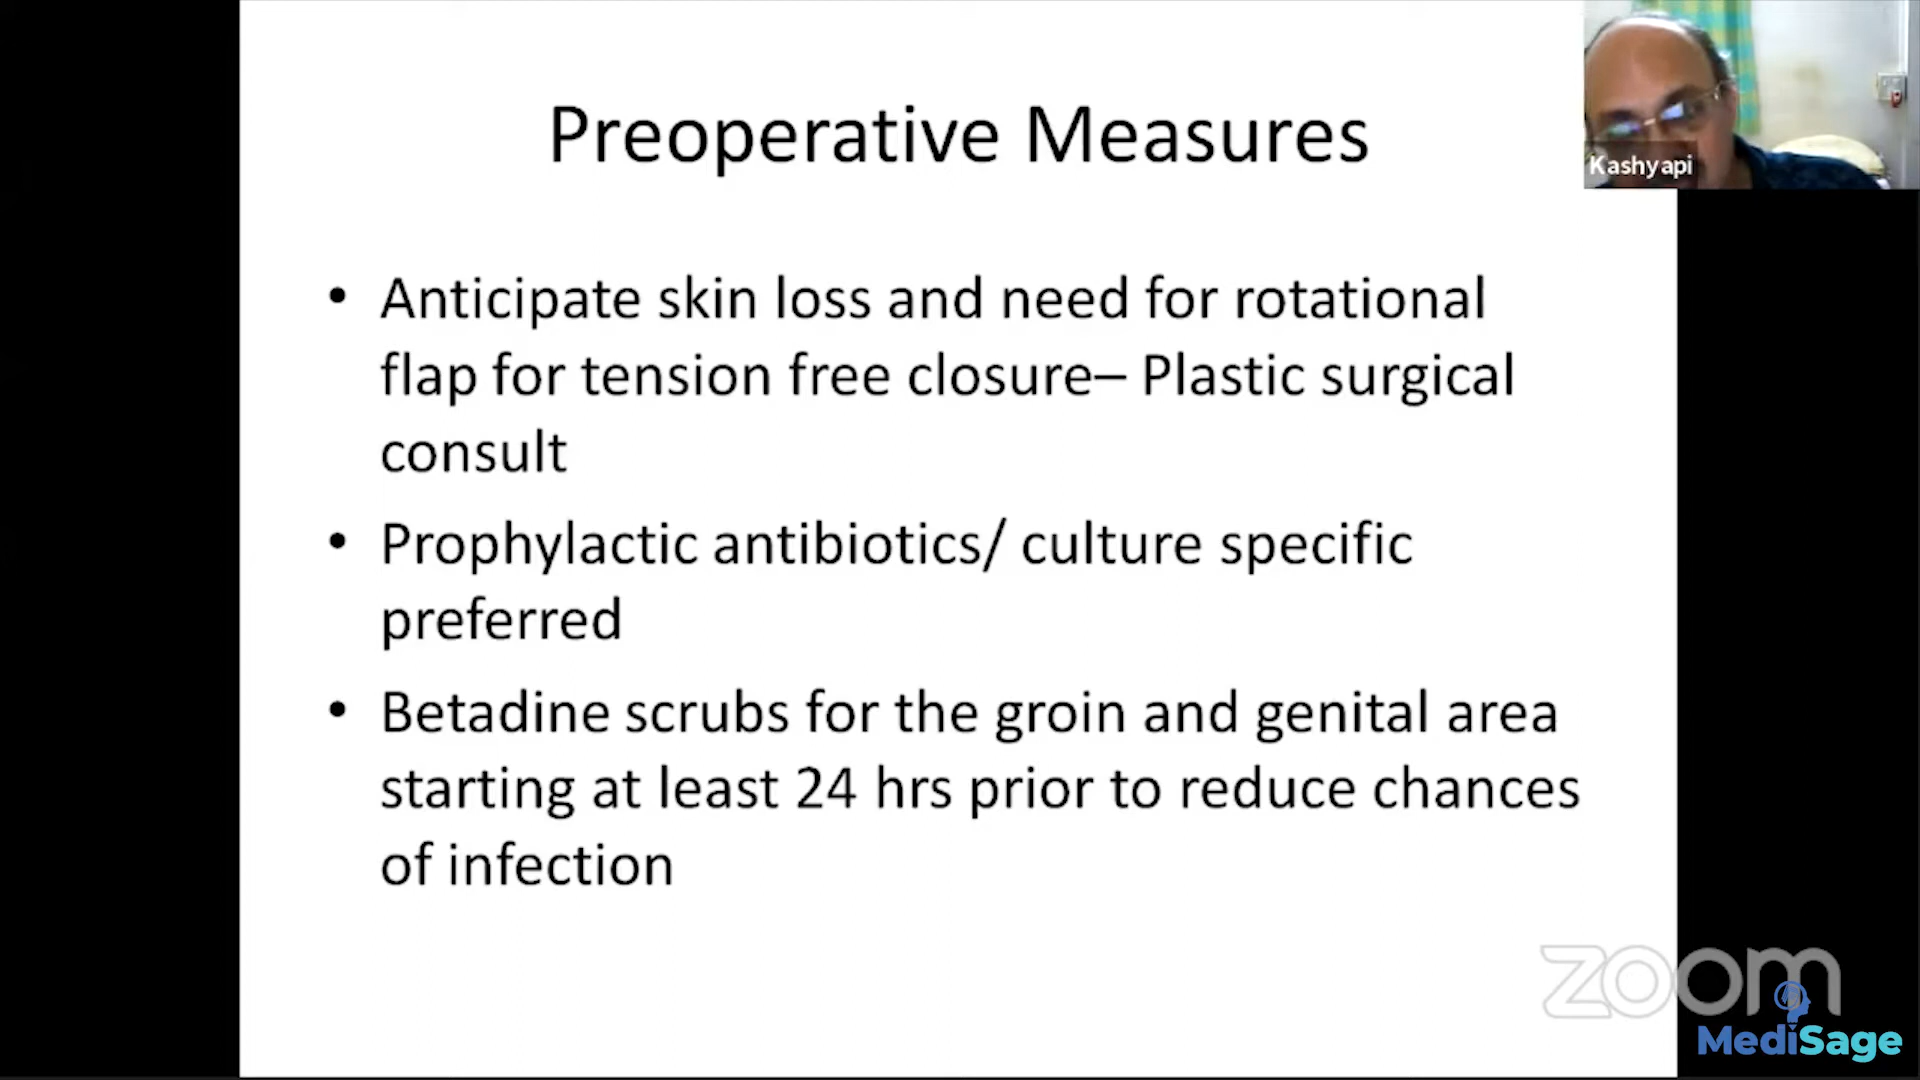 Preoperative Measures
Kashyapi
• Anticipate skin loss and need for rotational
flap for tension free closure– Plastic surgical
consult
• Prophylactic antibiotics/ culture specific
preferred
• Betadine scrubs for the groin and genital area
starting at least 24 hrs prior to reduce chances
of infection
zoom
MediSage